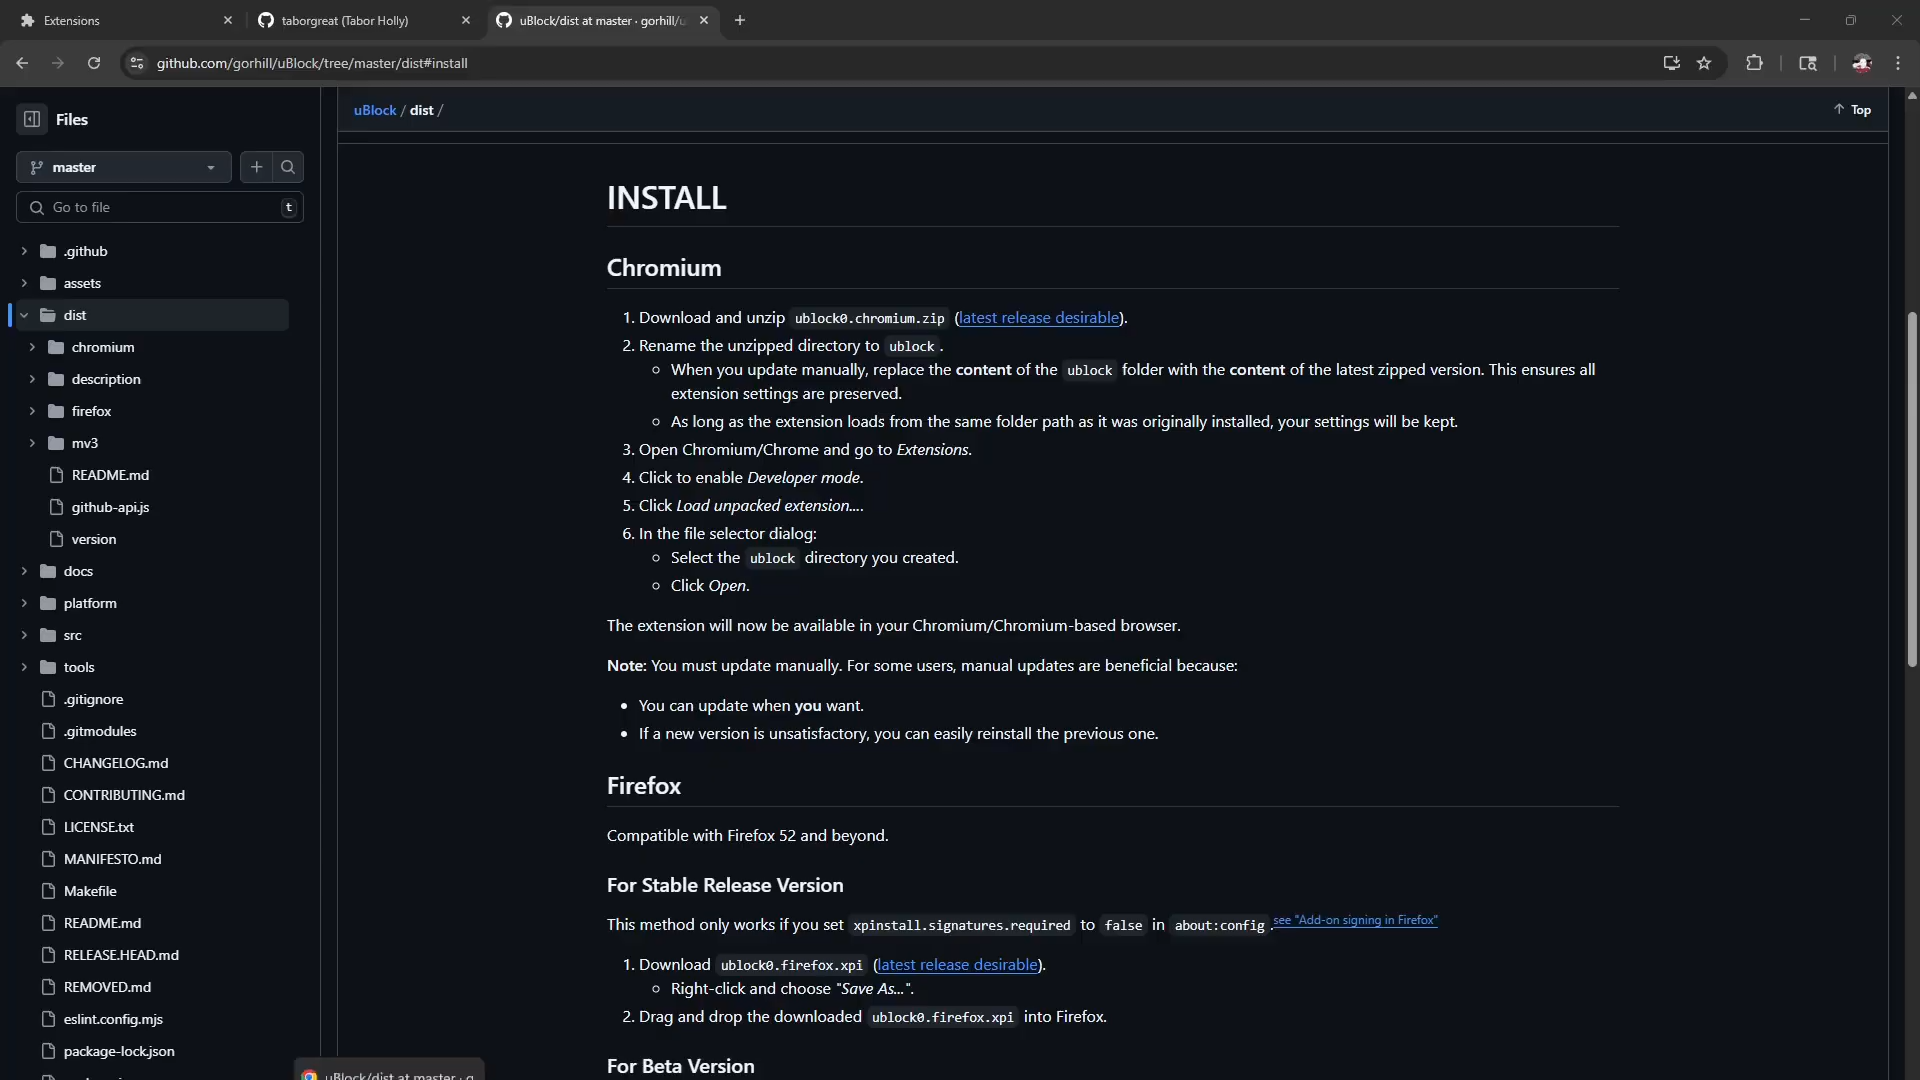 Extensions
taborgreat (Tabor Holly)
uBlock/dist at master · gorhill/u
github.com/gorhill/uBlock/tree/master/dist#install
Files
master
Go to file
t
.github
assets
dist
chromium
description
firefox
mv3
README.md
github-api.js
version
docs
platform
src
tools
.gitignore
.gitmodules
CHANGELOG.md
CONTRIBUTING.md
LICENSE.txt
MANIFESTO.md
Makefile
README.md
RELEASE.HEAD.md
REMOVED.md
eslint.config.mjs
package-lock.json
uBlock / dist /
Top
INSTALL
Chromium
1. Download and unzip ublock0.chromium.zip (latest release desirable).
2. Rename the unzipped directory to ublock.
When you update manually, replace the content of the ublock folder with the content of the latest zipped version. This ensures all
extension settings are preserved.
As long as the extension loads from the same folder path as it was originally installed, your settings will be kept.
3. Open Chromium/Chrome and go to Extensions.
4. Click to enable Developer mode.
5. Click Load unpacked extension....
6. In the file selector dialog:
Select the ublock directory you created.
Click Open.
The extension will now be available in your Chromium/Chromium-based browser.
Note: You must update manually. For some users, manual updates are beneficial because:
You can update when you want.
If a new version is unsatisfactory, you can easily reinstall the previous one.
Firefox
Compatible with Firefox 52 and beyond.
For Stable Release Version
This method only works if you set xpinstall.signatures.required to false in about:config .see "Add-on signing in Firefox"
1. Download ublock0.firefox.xpi (latest release desirable).
Right-click and choose "Save As...".
2. Drag and drop the downloaded ublock0.firefox.xpi into Firefox.
For Beta Version
uBlock/dist at master · g